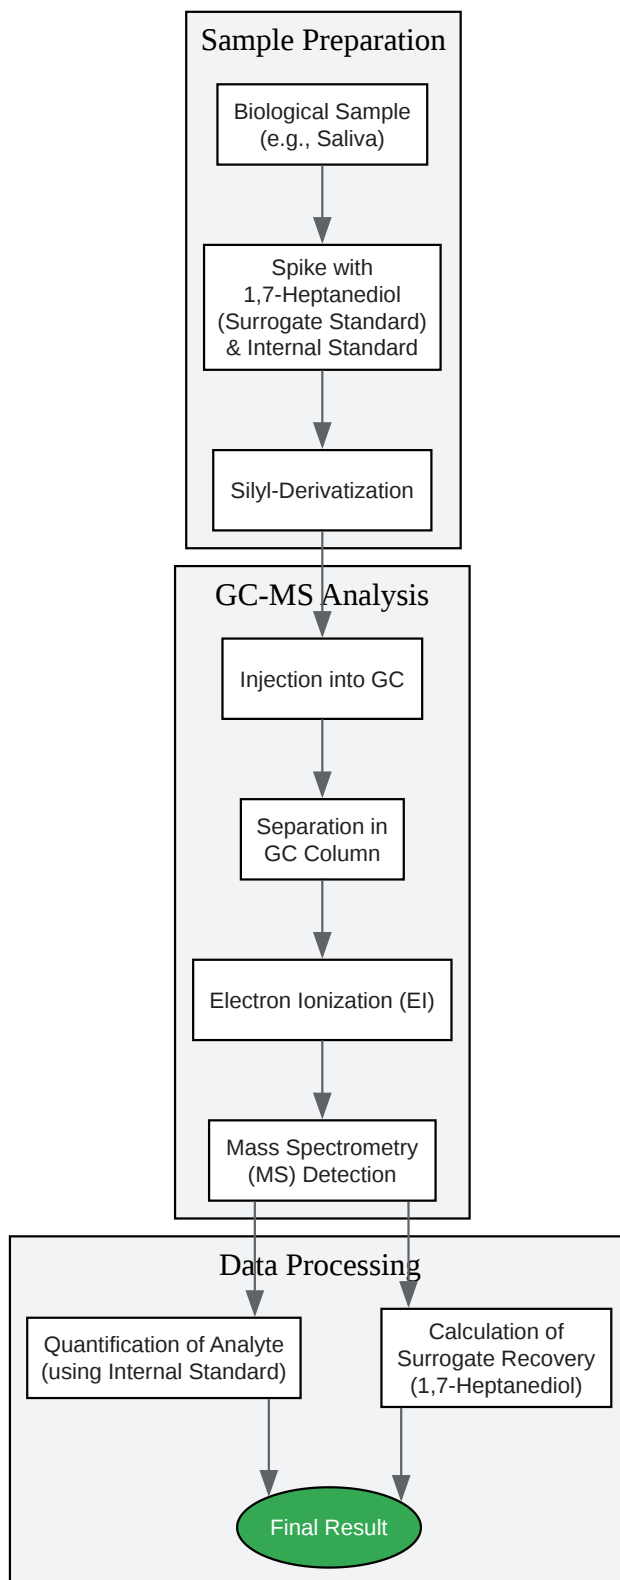 Sample Preparation
Biological Sample
(e.g., Saliva)
Spike with
1,7-Heptanediol
(Surrogate Standard)
& Internal Standard
Silyl-Derivatization
GC-MS Analysis
Injection into GC
Separation in
GC Column
Electron Ionization (EI)
Mass Spectrometry
(MS) Detection
Data Processing
Quantification of Analyte
(using Internal Standard)
Calculation of
Surrogate Recovery
(1,7-Heptanediol)
Final Result